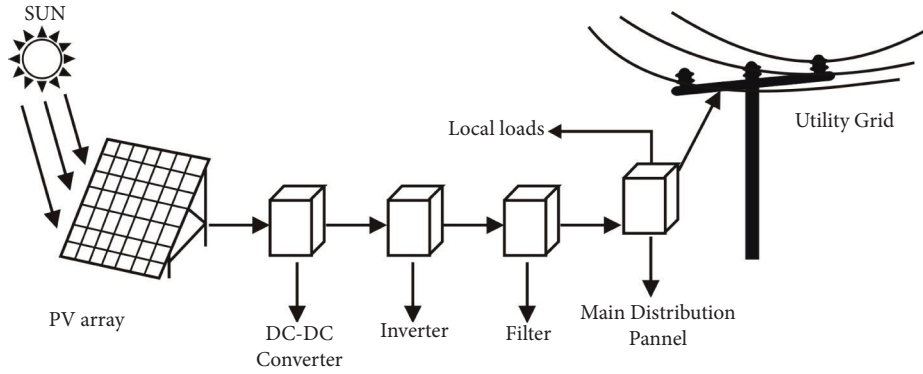 SUN
Local loads
Utility Grid
PV array
DC-DC
Converter
Inverter
Filter
Main Distribution
Pannel